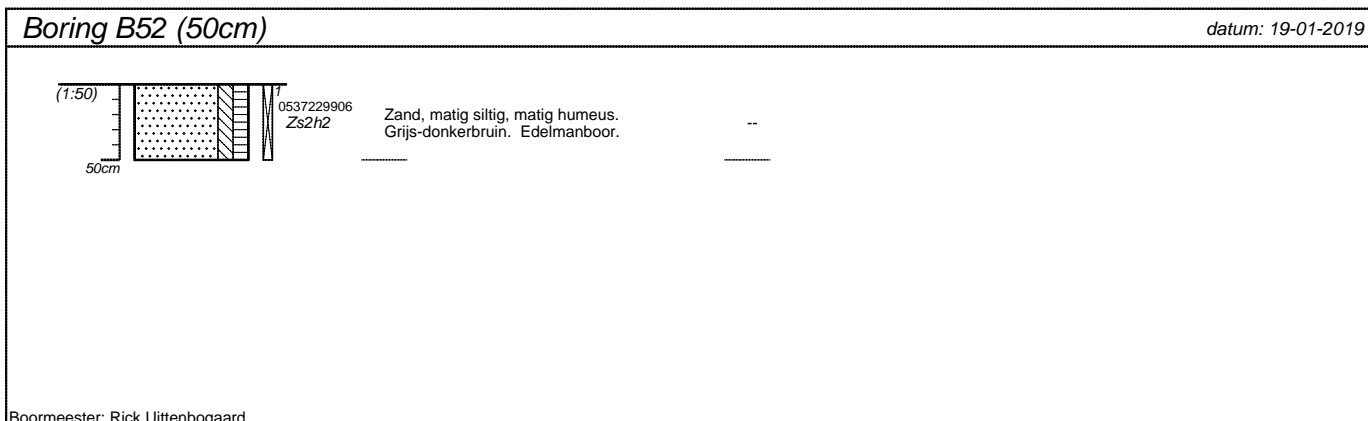 Boring B52 (50cm)
datum: 19-01-2019
(1:50)
1
0537229906
Zs2h2
Zand, matig siltig, matig humeus.
Grijs-donkerbruin. Edelmanboor.
--
50cm
Boormeester: Rick Uittenbogaard